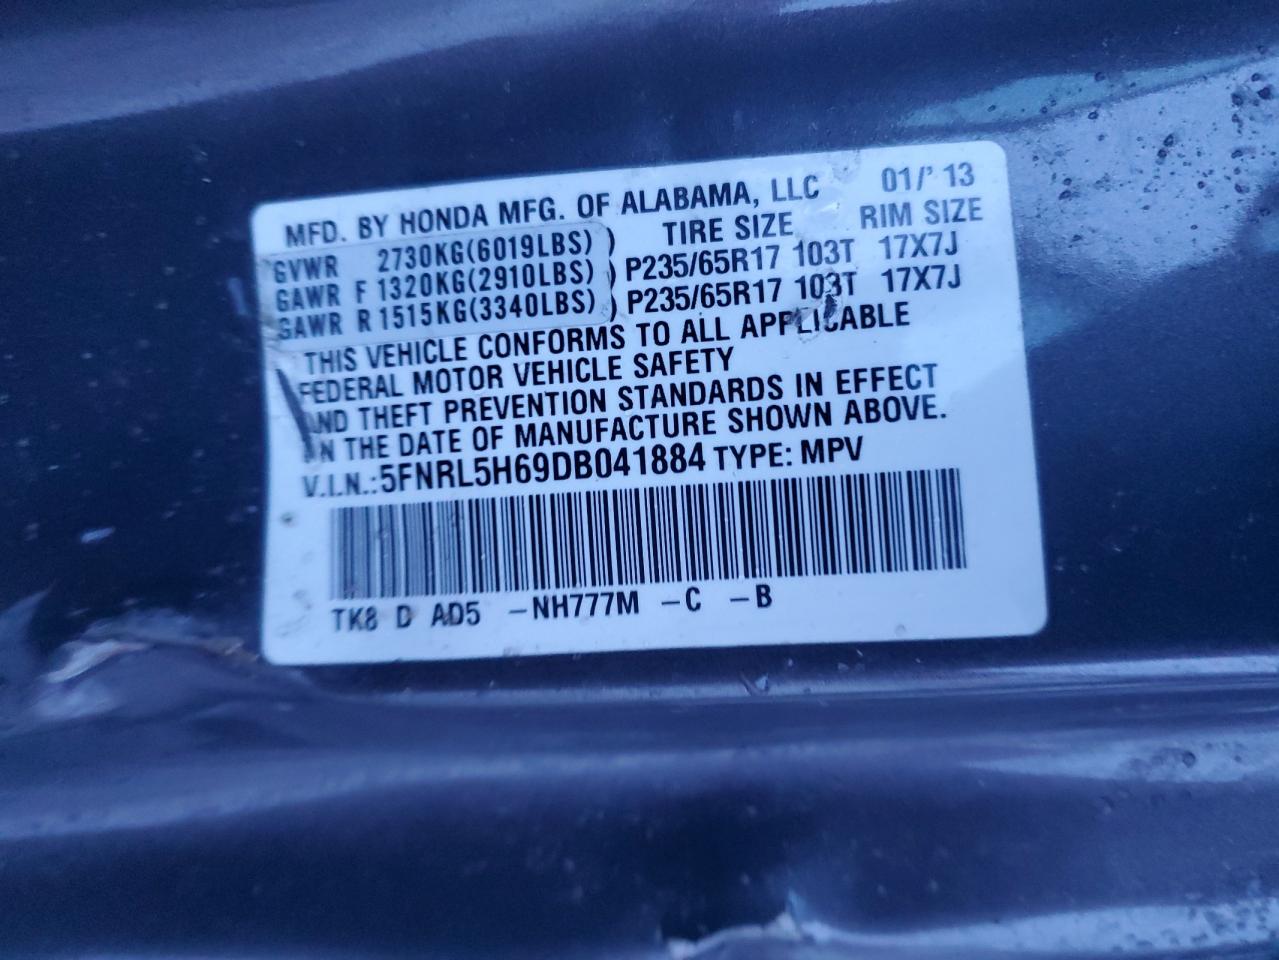 MFD. BY HONDA MFG. OF ALABAMA, LLC 01/'13
GVWR 2730KG(6019LBS) ) TIRE SIZE RIM SIZE
GAWR F 1320KG(2910LBS) ) P235/65R17 103T 17X7J
GAWR R 1515KG(3340LBS) ) P235/65R17 103T 17X7J
THIS VEHICLE CONFORMS TO ALL APPLICABLE
FEDERAL MOTOR VEHICLE SAFETY
AND THEFT PREVENTION STANDARDS IN EFFECT
ON THE DATE OF MANUFACTURE SHOWN ABOVE.
V.I.N.: 5FNRL5H69DB041884 TYPE: MPV
TK8 D AD5 –NH777M –C –B